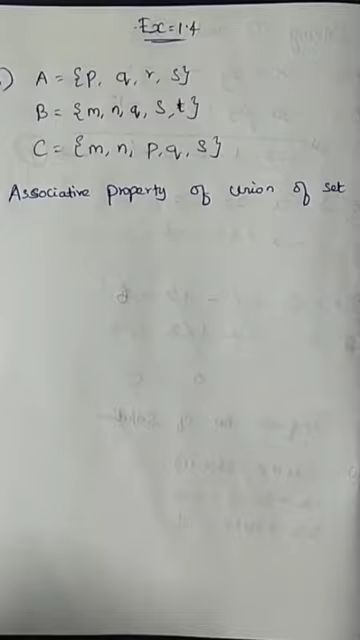 Ex=1.4
) A = {p, q, r, s}
B = {m, n, q, s, t}
C = {m, n, p, q, s}
Associative property of union of set